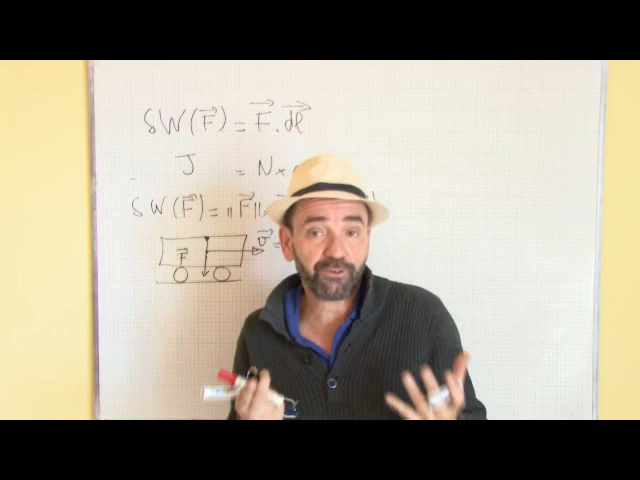 δW(F⃗) = F⃗ . dl⃗
J = N ×
δW(F⃗) = || F⃗ || .
F⃗ v⃗ =